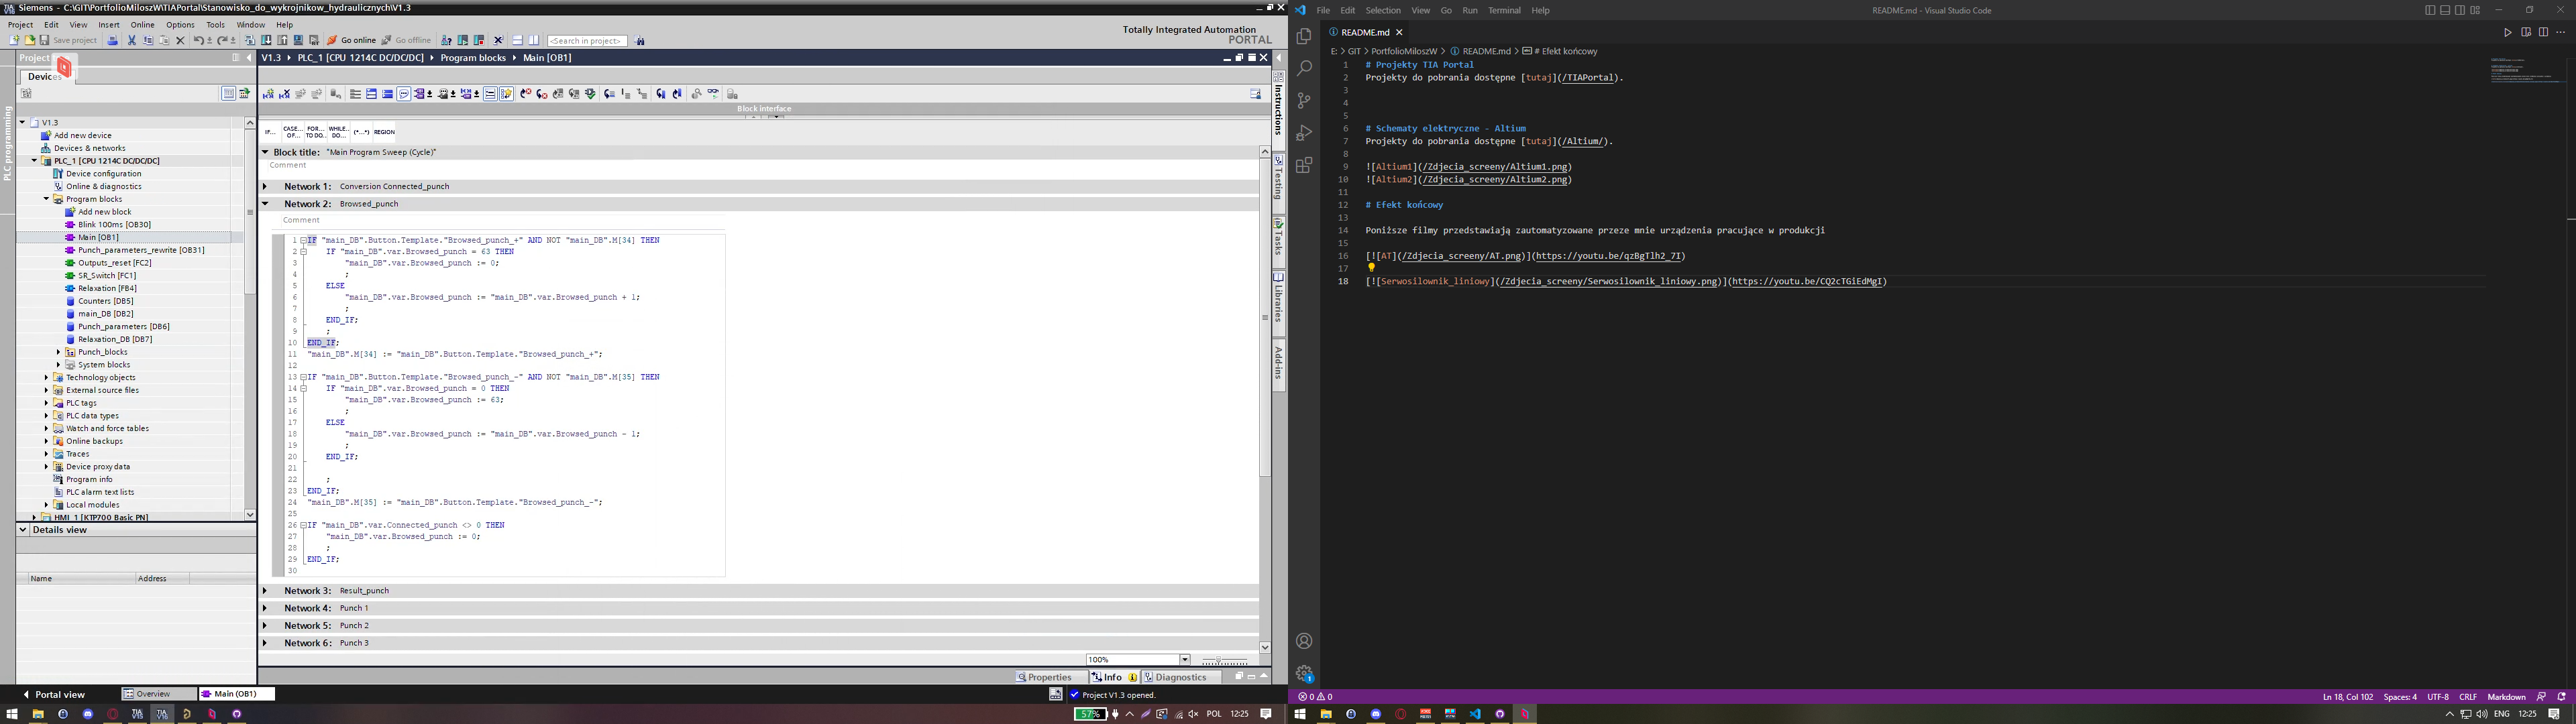 Siemens - C:\GIT\PortfolioMiloszW\TIAPortal\Stanowisko_do_wykrojnikow_hydraulicznych\V1.3
Project Edit View Insert Online Options Tools Window Help
Save project
Go online
Go offline
<Search in project>
Totally Integrated Automation
PORTAL
Project
Devices
PLC programming
V1.3
Add new device
Devices & networks
PLC_1 [CPU 1214C DC/DC/DC]
Device configuration
Online & diagnostics
Program blocks
Add new block
Blink 100ms [OB30]
Main [OB1]
Punch_parameters_rewrite [OB31]
Outputs_reset [FC2]
SR_Switch [FC1]
Relaxation [FB4]
Counters [DB5]
main_DB [DB2]
Punch_parameters [DB6]
Relaxation_DB [DB7]
Punch_blocks
System blocks
Technology objects
External source files
PLC tags
PLC data types
Watch and force tables
Online backups
Traces
Device proxy data
Program info
PLC alarm text lists
Local modules
HMI_1 [KTP700 Basic PN]
Details view
Name Address
V1.3 PLC_1 [CPU 1214C DC/DC/DC] Program blocks Main [OB1]
Block interface
IF... CASE... OF... FOR... TO DO.. WHILE.. DO... (*...*) REGION
Block title: "Main Program Sweep (Cycle)"
Comment
Network 1: Conversion Connected_punch
Network 2: Browsed_punch
Comment
1 IF "main_DB".Button.Template."Browsed_punch_+" AND NOT "main_DB".M[34] THEN
2 IF "main_DB".var.Browsed_punch = 63 THEN
3 "main_DB".var.Browsed_punch := 0;
4 ;
5 ELSE
6 "main_DB".var.Browsed_punch := "main_DB".var.Browsed_punch + 1;
7 ;
8 END_IF;
9 ;
10 END_IF;
11 "main_DB".M[34] := "main_DB".Button.Template."Browsed_punch_+";
12
13 IF "main_DB".Button.Template."Browsed_punch_-" AND NOT "main_DB".M[35] THEN
14 IF "main_DB".var.Browsed_punch = 0 THEN
15 "main_DB".var.Browsed_punch := 63;
16 ;
17 ELSE
18 "main_DB".var.Browsed_punch := "main_DB".var.Browsed_punch - 1;
19 ;
20 END_IF;
21
22 ;
23 END_IF;
24 "main_DB".M[35] := "main_DB".Button.Template."Browsed_punch_-";
25
26 IF "main_DB".var.Connected_punch <> 0 THEN
27 "main_DB".var.Browsed_punch := 0;
28 ;
29 END_IF;
30
Network 3: Result_punch
Network 4: Punch 1
Network 5: Punch 2
Network 6: Punch 3
100%
Properties Info Diagnostics
Instructions
Testing
Tasks
Libraries
Add-ins
Portal view Overview Main (OB1)
Project V1.3 opened.
57% POL 12:25
File Edit Selection View Go Run Terminal Help
README.md - Visual Studio Code
README.md
E: > GIT > PortfolioMiloszW > README.md > # Efekt końcowy
1 # Projekty TIA Portal
2 Projekty do pobrania dostępne [tutaj](/TIAPortal).
3
4
5
6 # Schematy elektryczne - Altium
7 Projekty do pobrania dostępne [tutaj](/Altium/).
8
9 ![Altium1](/Zdjecia_screeny/Altium1.png)
10 ![Altium2](/Zdjecia_screeny/Altium2.png)
11
12 # Efekt końcowy
13
14 Poniższe filmy przedstawiają zautomatyzowane przeze mnie urządzenia pracujące w produkcji
15
16 [![AT](/Zdjecia_screeny/AT.png)](https://youtu.be/qzBgTlh2_7I)
17
18 [![Serwosilownik_liniowy](/Zdjecia_screeny/Serwosilownik_liniowy.png)](https://youtu.be/CQ2cTGiEdMgI)
1
0 0
Ln 18, Col 102 Spaces: 4 UTF-8 CRLF Markdown
ENG 12:25